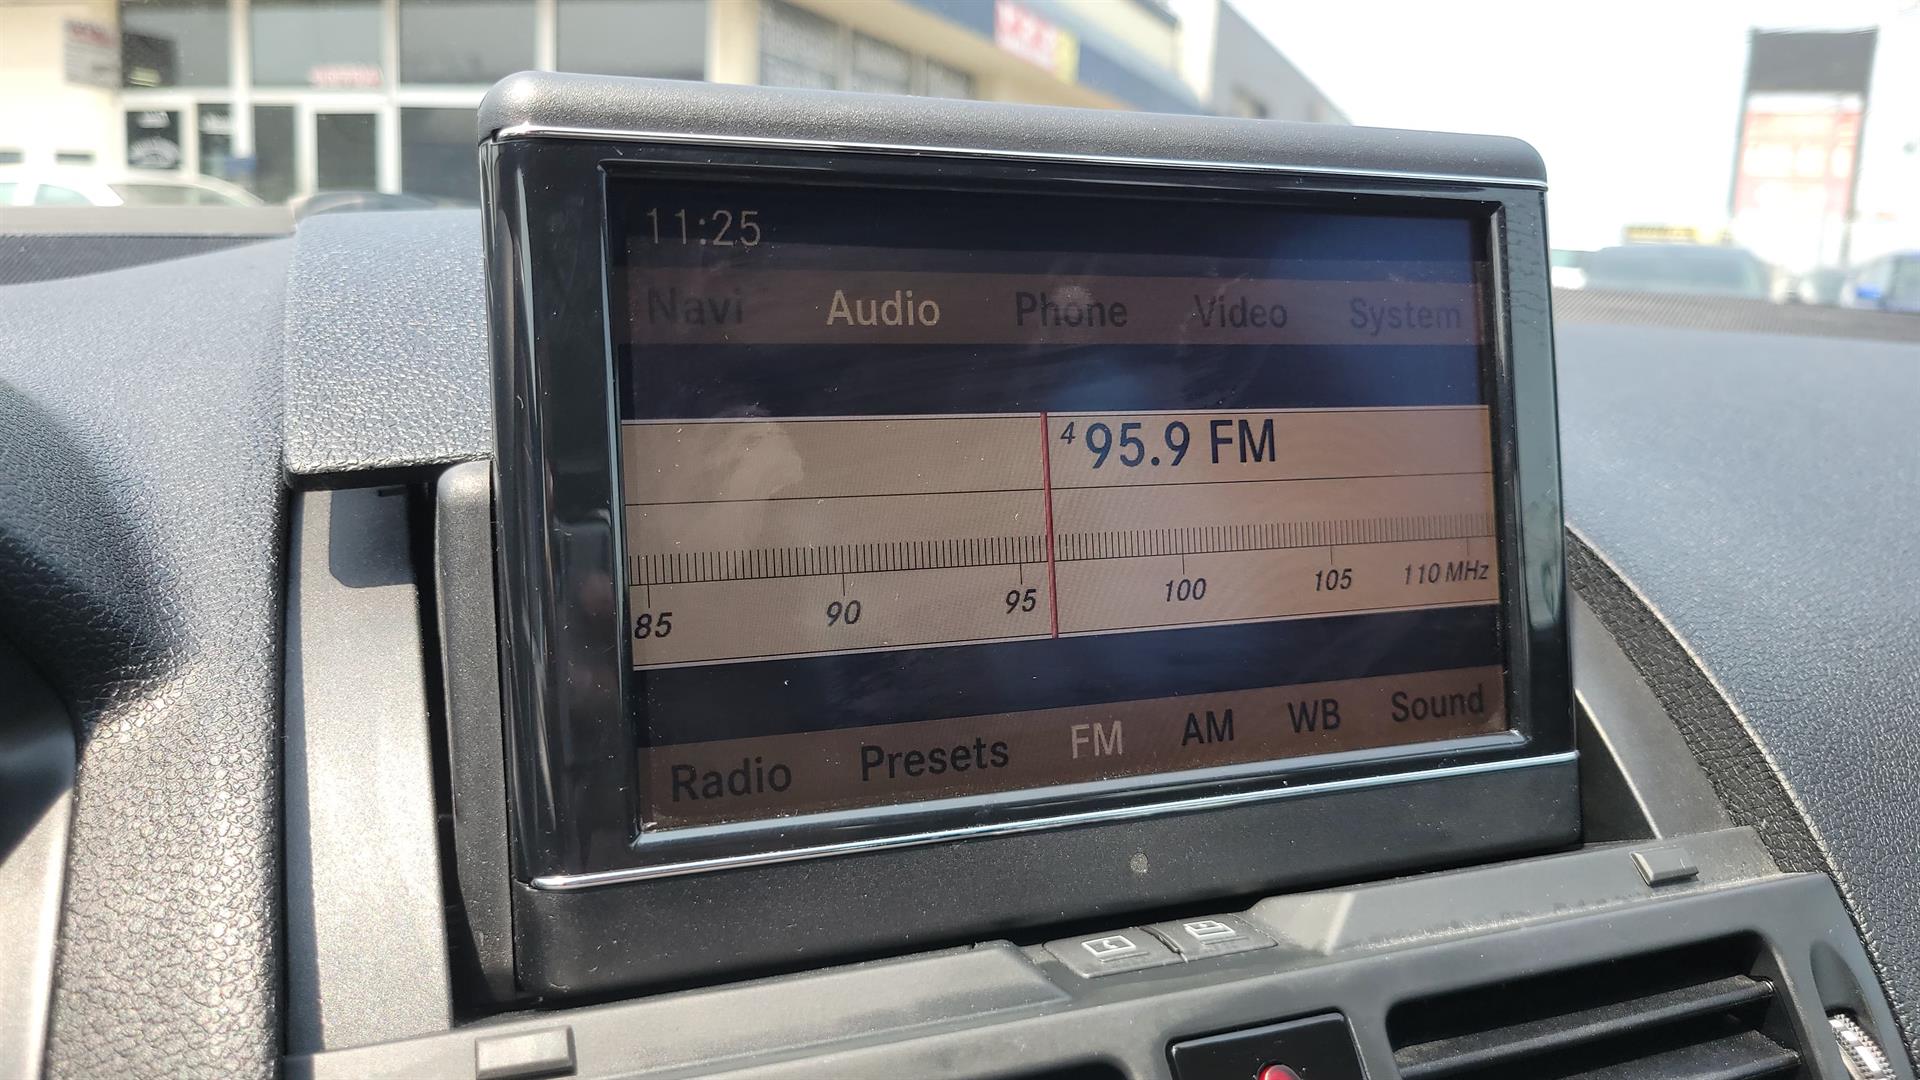 11:25
Navi Audio Phone Video System
4 95.9 FM
85 90 95 100 105 110 MHz
Radio Presets FM AM WB Sound